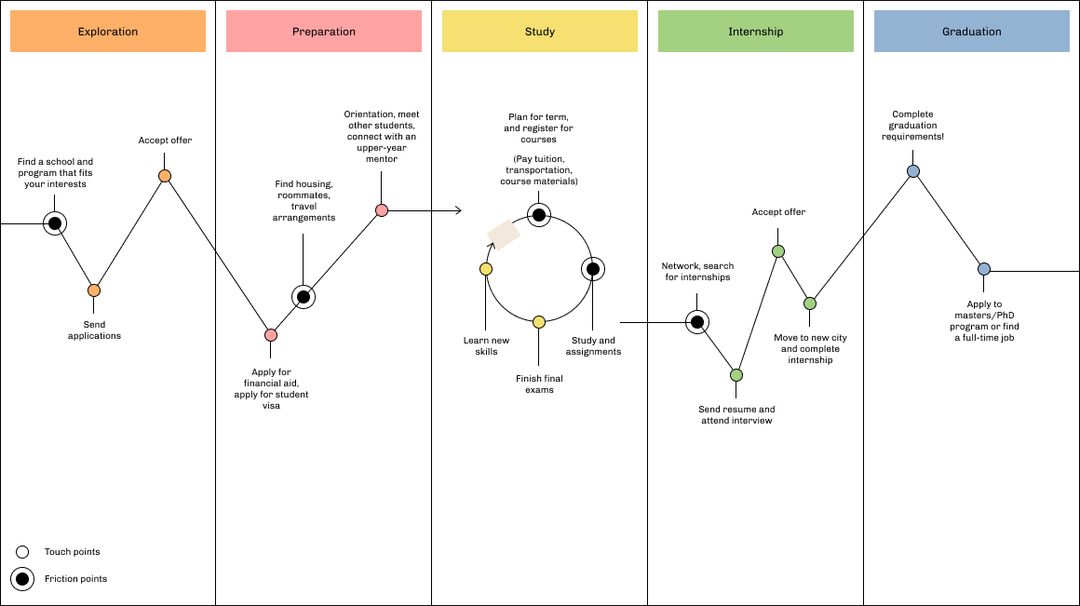 Exploration
Preparation
Study
Internship
Graduation
Find a school and
program that fits
your interests
Accept offer
Send
applications
Apply for
financial aid,
apply for student
visa
Find housing,
roommates,
travel
arrangements
Orientation, meet
other students,
connect with an
upper-year
mentor
Plan for term,
and register for
courses
(Pay tuition,
transportation,
course materials)
Study and
assignments
Finish final
exams
Learn new
skills
Network, search
for internships
Send resume and
attend interview
Accept offer
Move to new city
and complete
internship
Complete
graduation
requirements!
Apply to
masters/PhD
program or find
a full-time job
Touch points
Friction points